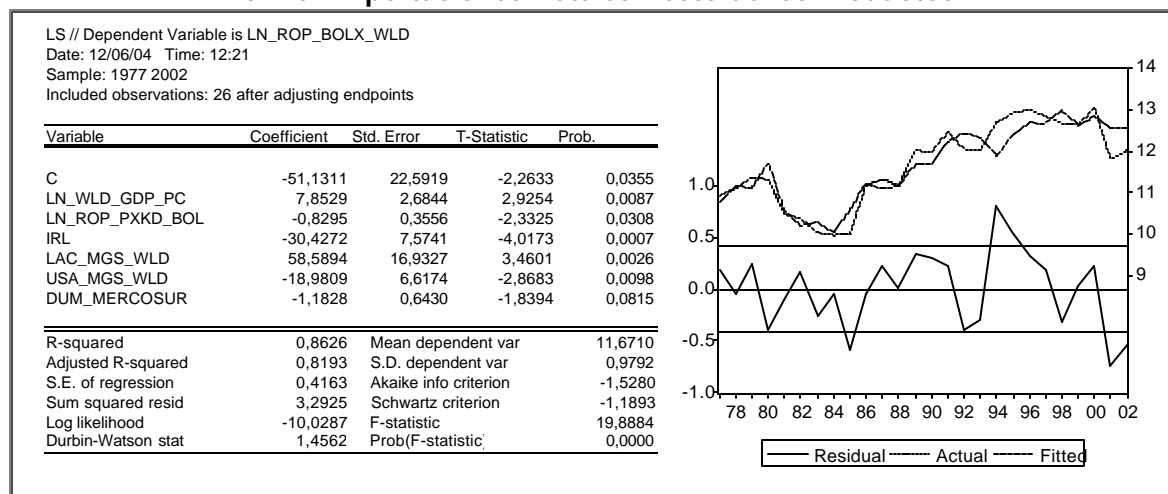 LS // Dependent Variable is LN_ROP_BOLX_WLD
Date: 12/06/04 Time: 12:21
Sample: 1977 2002
Included observations: 26 after adjusting endpoints
Variable Coefficient Std. Error T-Statistic Prob.
C -51,1311 22,5919 -2,2633 0,0355
LN_WLD_GDP_PC 7,8529 2,6844 2,9254 0,0087
LN_ROP_PXKD_BOL -0,8295 0,3556 -2,3325 0,0308
IRL -30,4272 7,5741 -4,0173 0,0007
LAC_MGS_WLD 58,5894 16,9327 3,4601 0,0026
USA_MGS_WLD -18,9809 6,6174 -2,8683 0,0098
DUM_MERCOSUR -1,1828 0,6430 -1,8394 0,0815
R-squared 0,8626 Mean dependent var 11,6710
Adjusted R-squared 0,8193 S.D. dependent var 0,9792
S.E. of regression 0,4163 Akaike info criterion -1,5280
Sum squared resid 3,2925 Schwartz criterion -1,1893
Log likelihood -10,0287 F-statistic 19,8884
Durbin-Watson stat 1,4562 Prob(F-statistic) 0,0000
14
13
12
11
10
9
1.0
0.5
0.0
-0.5
-1.0
78 80 82 84 86 88 90 92 94 96 98 00 02
Residual Actual Fitted